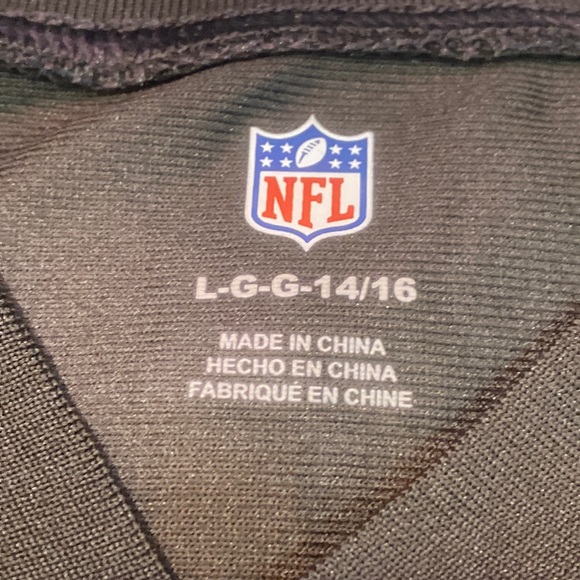 NFL
L-G-G-14/16
MADE IN CHINA
HECHO EN CHINA
FABRIQUÉ EN CHINE